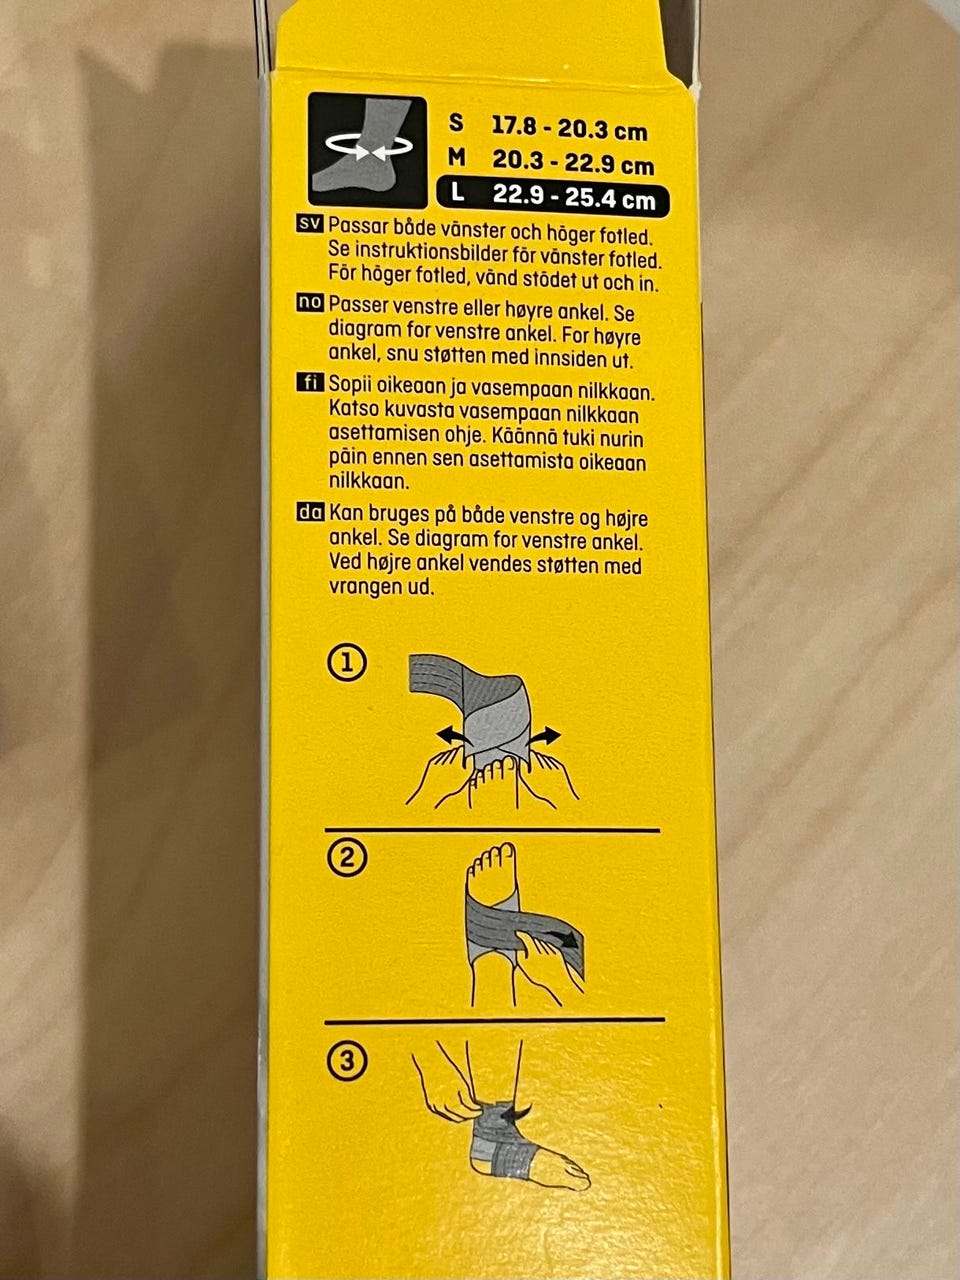 S 17.8 - 20.3 cm
M 20.3 - 22.9 cm
L 22.9 - 25.4 cm
sv Passar både vänster och höger fotled.
Se instruktionsbilder för vänster fotled.
För höger fotled, vänd stödet ut och in.
no Passer venstre eller høyre ankel. Se
diagram for venstre ankel. For høyre
ankel, snu støtten med innsiden ut.
fi Sopii oikeaan ja vasempaan nilkkaan.
Katso kuvasta vasempaan nilkkaan
asettamisen ohje. Käännä tuki nurin
päin ennen sen asettamista oikeaan
nilkkaan.
da Kan bruges på både venstre og højre
ankel. Se diagram for venstre ankel.
Ved højre ankel vendes støtten med
vrangen ud.
1
2
3